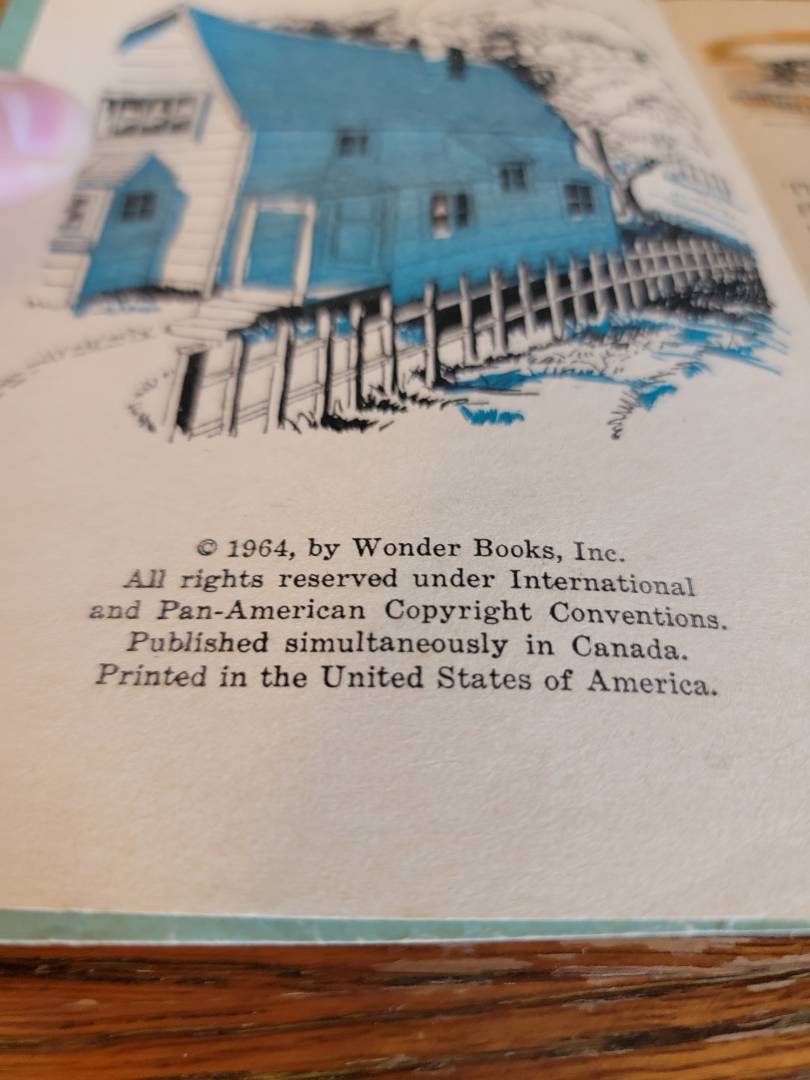 © 1964, by Wonder Books, Inc.
All rights reserved under International
and Pan-American Copyright Conventions.
Published simultaneously in Canada.
Printed in the United States of America.